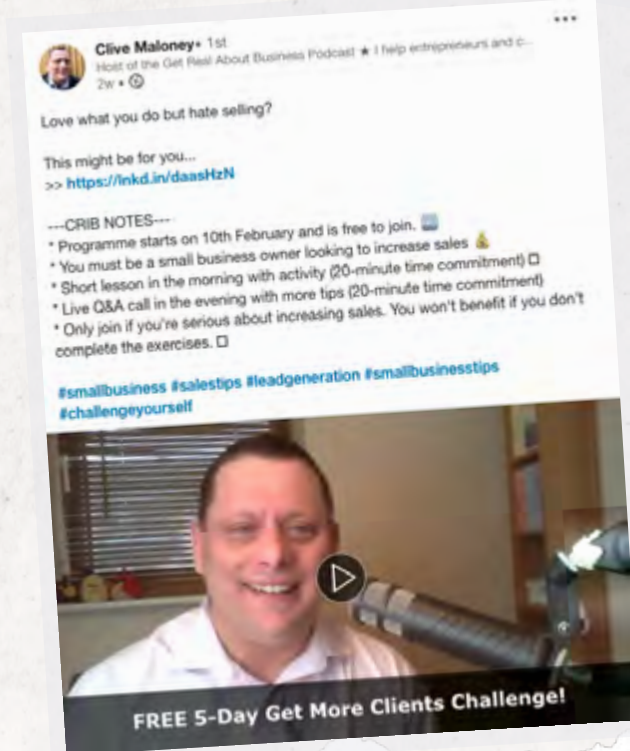 Clive Maloney • 1st
Host of the Get Real About Business Podcast ★ I help entrepreneurs and c...
2w •
Love what you do but hate selling?
This might be for you...
>> https://lnkd.in/daasHzN
---CRIB NOTES---
* Programme starts on 10th February and is free to join.
* You must be a small business owner looking to increase sales 💰
* Short lesson in the morning with activity (20-minute time commitment) □
* Live Q&A call in the evening with more tips (20-minute time commitment)
* Only join if you're serious about increasing sales. You won't benefit if you don't
complete the exercises. □
#smallbusiness #salestips #leadgeneration #smallbusinesstips
#challengeyourself
FREE 5-Day Get More Clients Challenge!